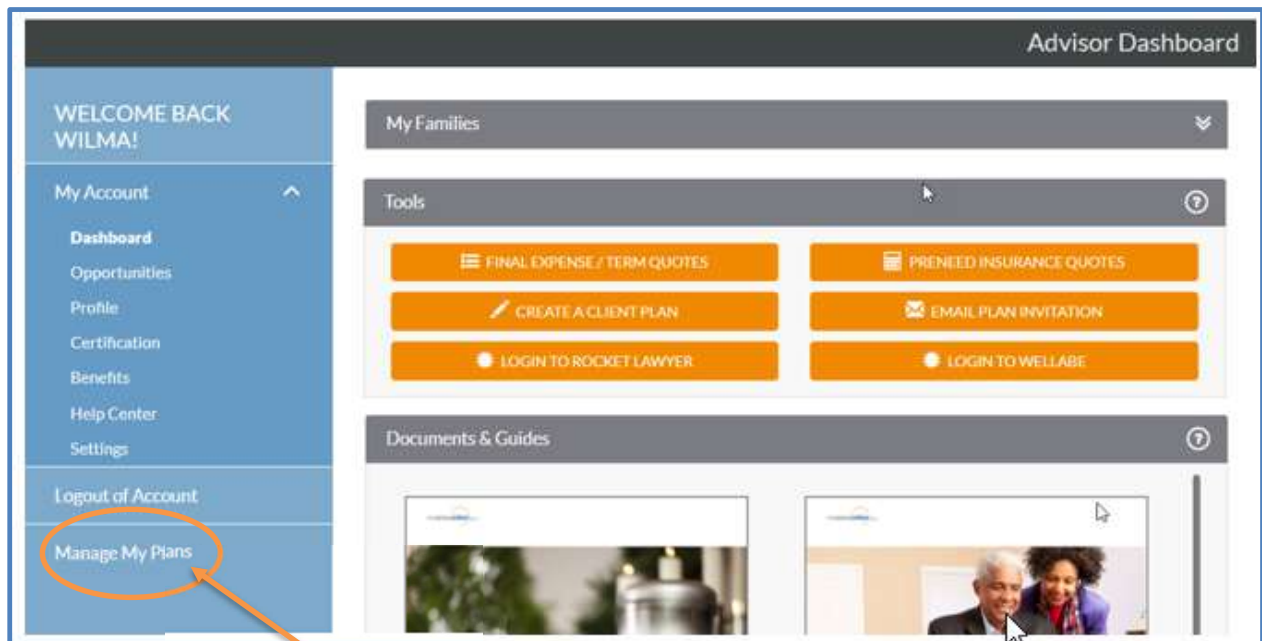 Advisor Dashboard
WELCOME BACK
WILMA!
My Account
Dashboard
Opportunities
Profile
Certification
Benefits
Help Center
Settings
Logout of Account
Manage My Plans
My Families
Tools
FINAL EXPENSE / TERM QUOTES
PRENEED INSURANCE QUOTES
CREATE A CLIENT PLAN
EMAIL PLAN INVITATION
LOGIN TO ROCKET LAWYER
LOGIN TO WELLABE
Documents & Guides